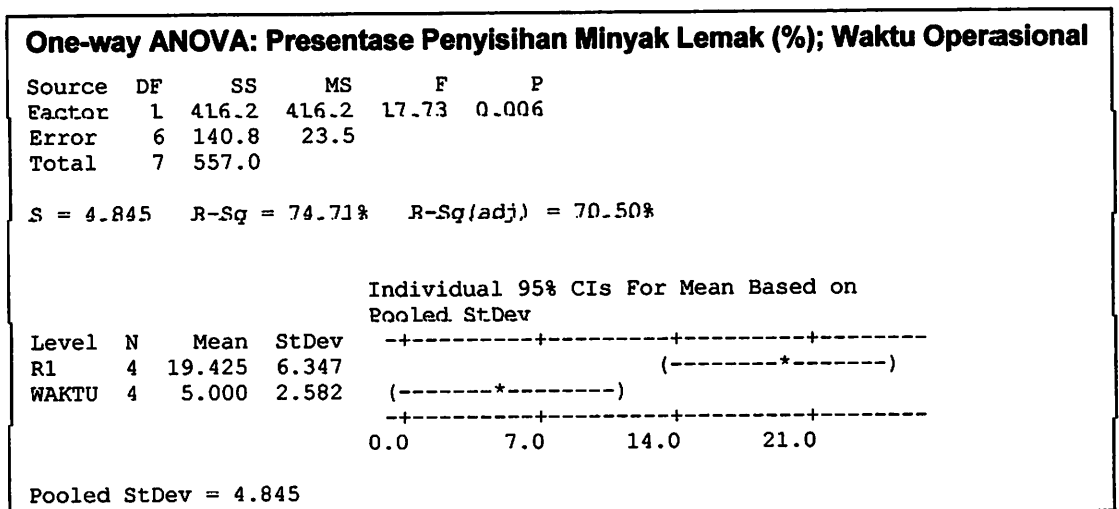 One-way ANOVA: Presentase Penyisihan Minyak Lemak (%); Waktu Operasional
Source DF SS MS F P
Factor 1 416.2 416.2 17.73 0.006
Error 6 140.8 23.5
Total 7 557.0
S = 4.845 R-Sq = 74.71% R-Sq(adj) = 70.50%
Individual 95% CIs For Mean Based on
Pooled StDev
Level N Mean StDev -+---------+---------+---------+--------
R1 4 19.425 6.347 (--------*-------)
WAKTU 4 5.000 2.582 (-------*--------)
-+---------+---------+---------+--------
0.0 7.0 14.0 21.0
Pooled StDev = 4.845